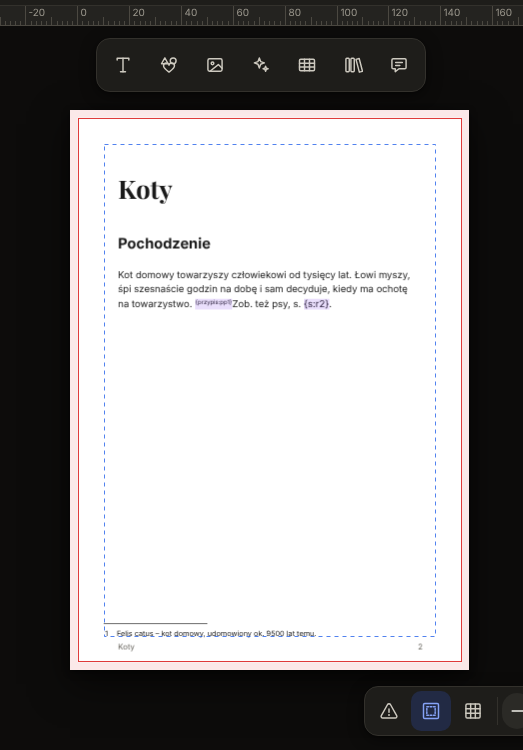 -20 0 20 40 60 80 100 120 140 160
Koty
Pochodzenie
Kot domowy towarzyszy człowiekowi od tysięcy lat. Łowi myszy,
śpi szesnaście godzin na dobę i sam decyduje, kiedy ma ochotę
na towarzystwo. Zob. też psy, s. {s:r2}.
1 Felis catus – kot domowy, udomowiony ok. 9500 lat temu.
Koty 2